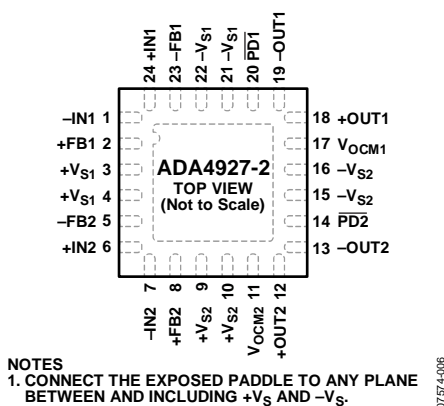 24 +IN1
23 –FB1
22 –VS1
21 –VS1
20 PD1
19 –OUT1
–IN1 1
+FB1 2
+VS1 3
+VS1 4
–FB2 5
+IN2 6
ADA4927-2
TOP VIEW
(Not to Scale)
18 +OUT1
17 VOCM1
16 –VS2
15 –VS2
14 PD2
13 –OUT2
–IN2 7
+FB2 8
+VS2 9
+VS2 10
VOCM2 11
+OUT2 12
NOTES
1. CONNECT THE EXPOSED PADDLE TO ANY PLANE
BETWEEN AND INCLUDING +VS AND –VS.
07574-006